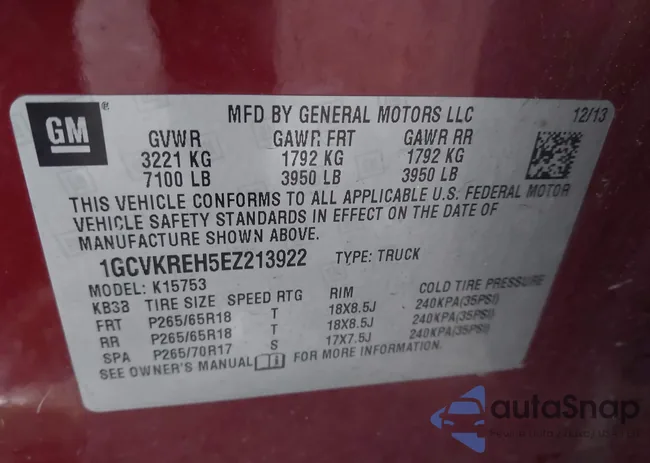 GM
®
MFD BY GENERAL MOTORS LLC 12/13
GVWR GAWR FRT GAWR RR
3221 KG 1792 KG 1792 KG
7100 LB 3950 LB 3950 LB
THIS VEHICLE CONFORMS TO ALL APPLICABLE U.S. FEDERAL MOTOR
VEHICLE SAFETY STANDARDS IN EFFECT ON THE DATE OF
MANUFACTURE SHOWN ABOVE.
1GCVKREH5EZ213922 TYPE: TRUCK
MODEL: K15753
KB3B TIRE SIZE SPEED RTG RIM COLD TIRE PRESSURE
FRT P265/65R18 T 18X8.5J 240KPA(35PSI)
RR P265/65R18 T 18X8.5J 240KPA(35PSI)
SPA P265/70R17 S 17X7.5J 240KPA(35PSI)
SEE OWNER'S MANUAL FOR MORE INFORMATION.
autoSnap